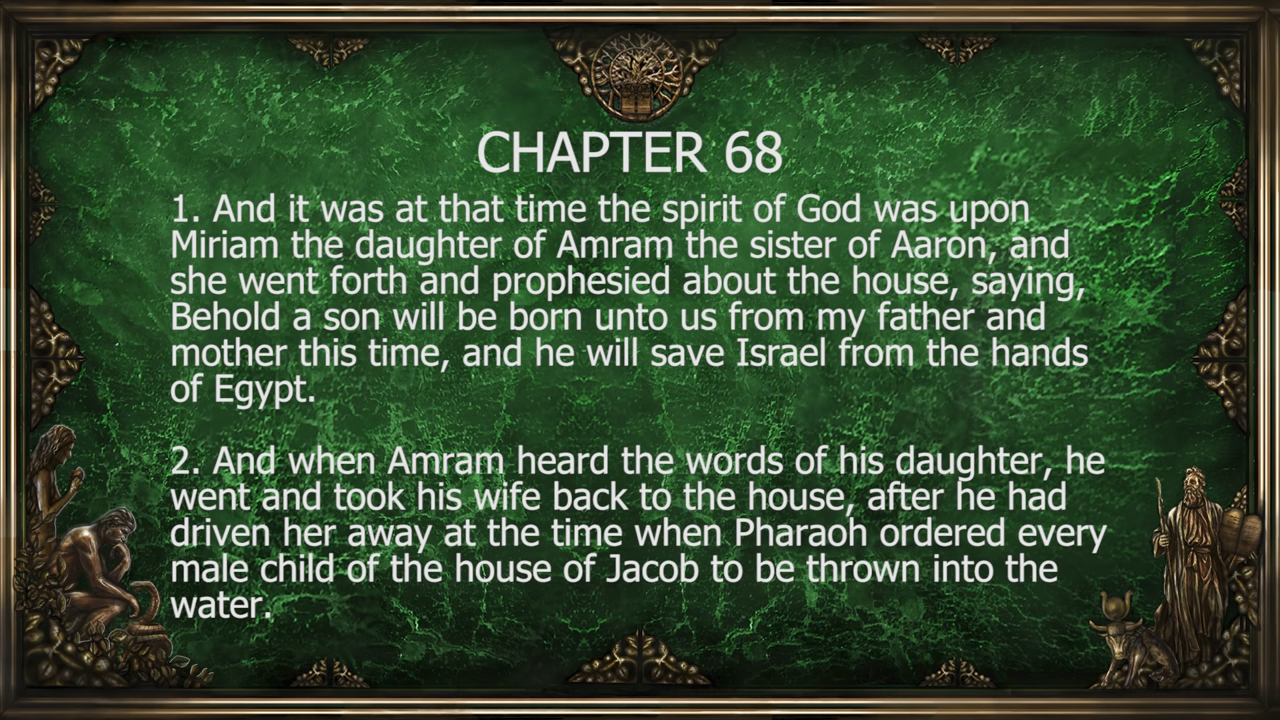 CHAPTER 68
1. And it was at that time the spirit of God was upon
Miriam the daughter of Amram the sister of Aaron, and
she went forth and prophesied about the house, saying,
Behold a son will be born unto us from my father and
mother this time, and he will save Israel from the hands
of Egypt.
2. And when Amram heard the words of his daughter, he
went and took his wife back to the house, after he had
driven her away at the time when Pharaoh ordered every
male child of the house of Jacob to be thrown into the
water.